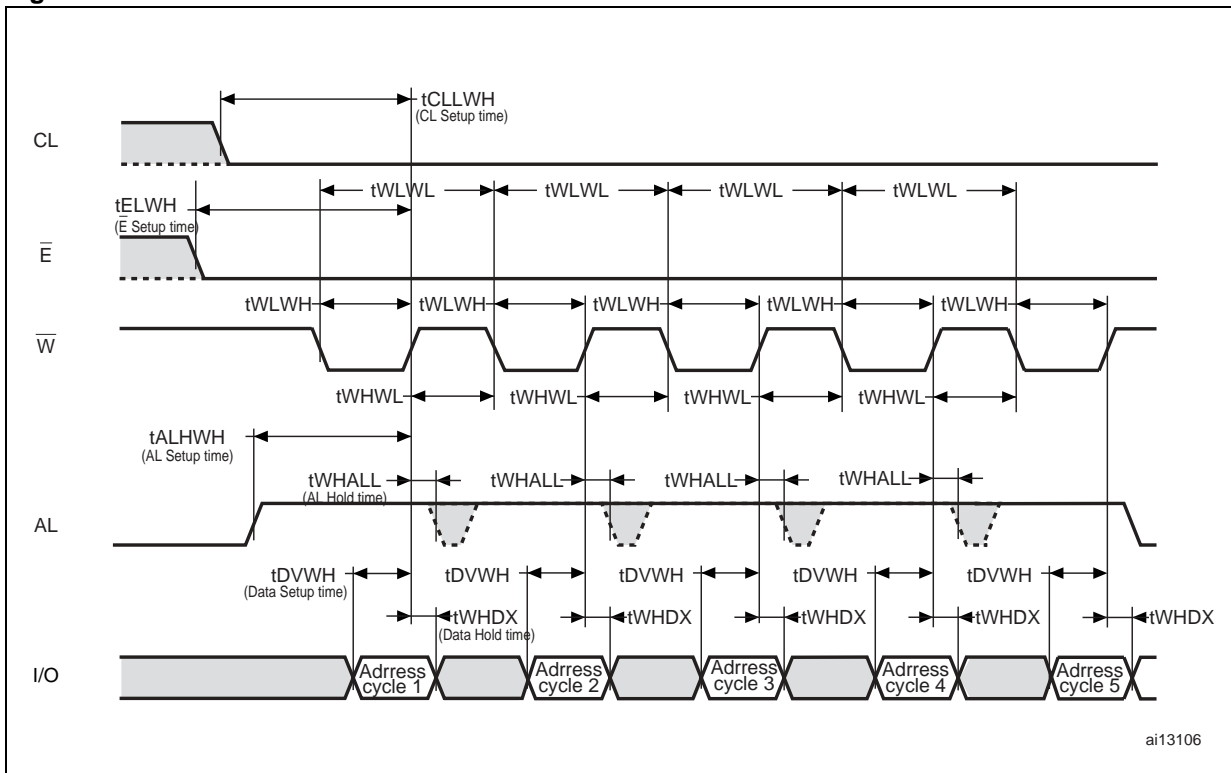 tCLLWH
(CL Setup time)
CL
tWLWL tWLWL tWLWL tWLWL
tELWH
(E Setup time)
E
tWLWH tWLWH tWLWH tWLWH tWLWH
W
tWHWL tWHWL tWHWL tWHWL
tALHWH
(AL Setup time)
tWHALL tWHALL tWHALL tWHALL
(AL Hold time)
AL
tDVWH tDVWH tDVWH tDVWH tDVWH
(Data Setup time)
tWHDX tWHDX tWHDX tWHDX tWHDX
(Data Hold time)
I/O
Adrress cycle 1
Adrress cycle 2
Adrress cycle 3
Adrress cycle 4
Adrress cycle 5
ai13106